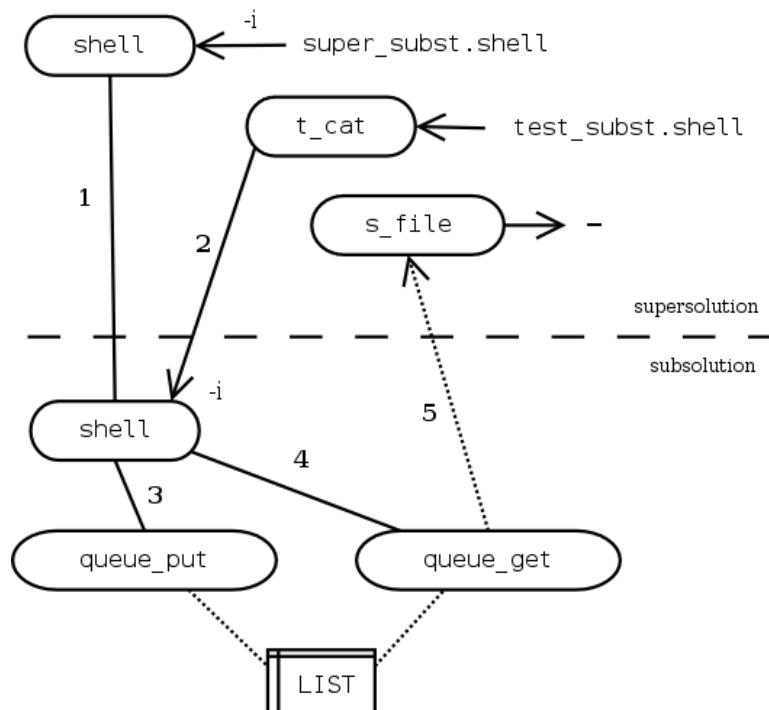 -i
shell
super_subst.shell
t_cat
test_subst.shell
1
s_file
–
2
supersolution
subsolution
-i
5
shell
4
3
queue_put
queue_get
LIST